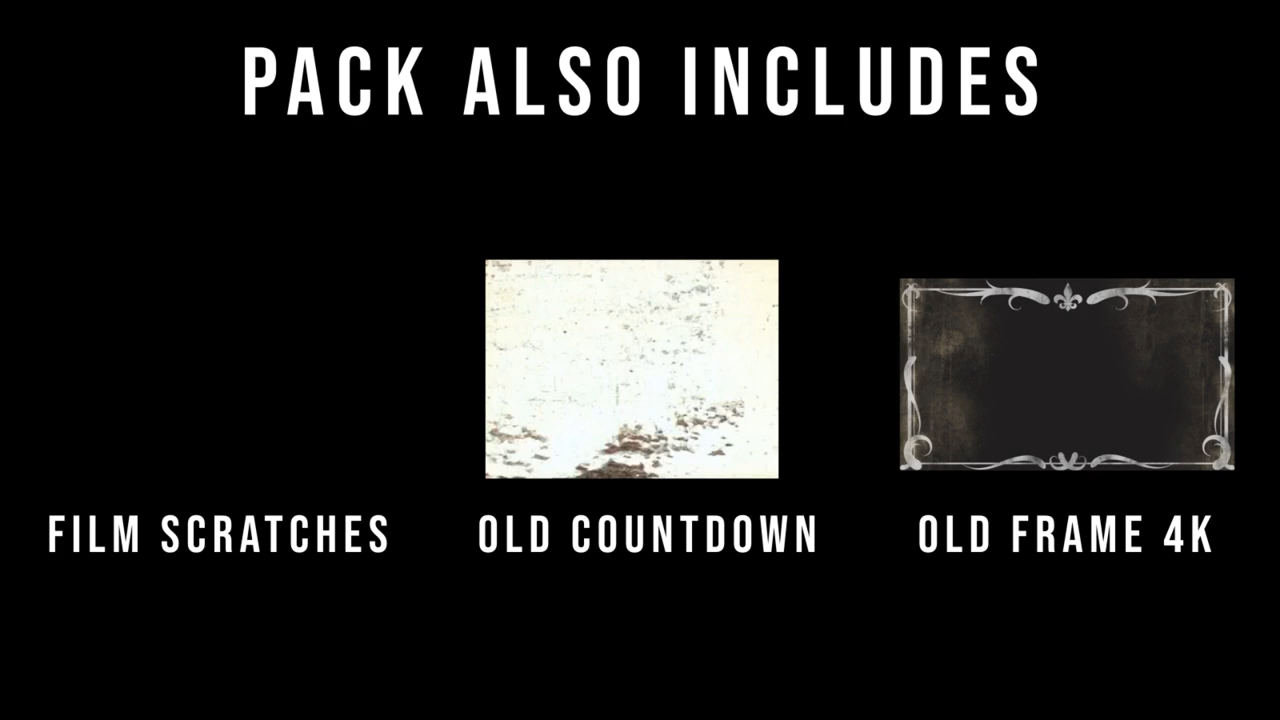 PACK ALSO INCLUDES
FILM SCRATCHES
OLD COUNTDOWN
OLD FRAME 4K